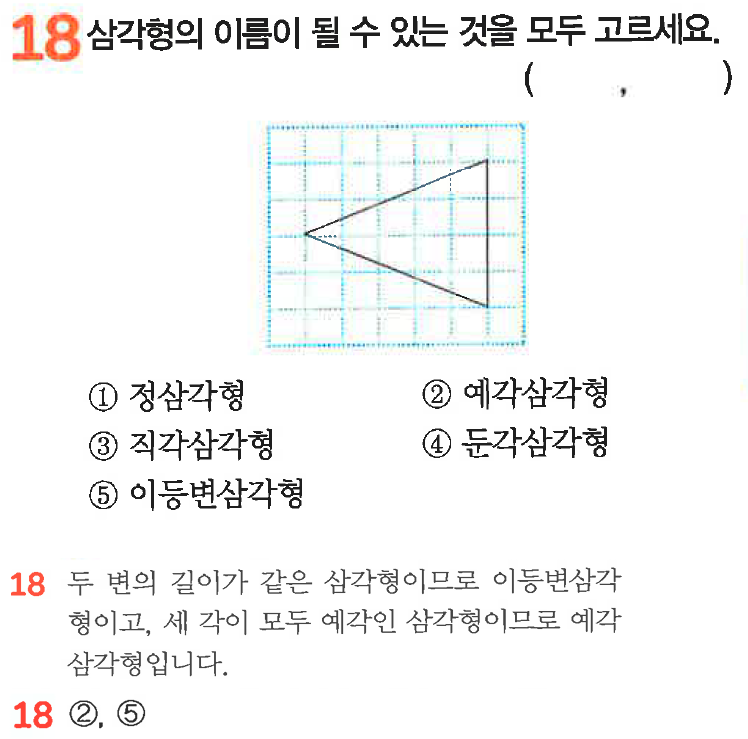 18 삼각형의 이름이 될 수 있는 것을 모두 고르세요.
( , )
① 정삼각형 ② 예각삼각형
③ 직각삼각형 ④ 둔각삼각형
⑤ 이등변삼각형
18 두 변의 길이가 같은 삼각형이므로 이등변삼각
형이고, 세 각이 모두 예각인 삼각형이므로 예각
삼각형입니다.
18 ②, ⑤